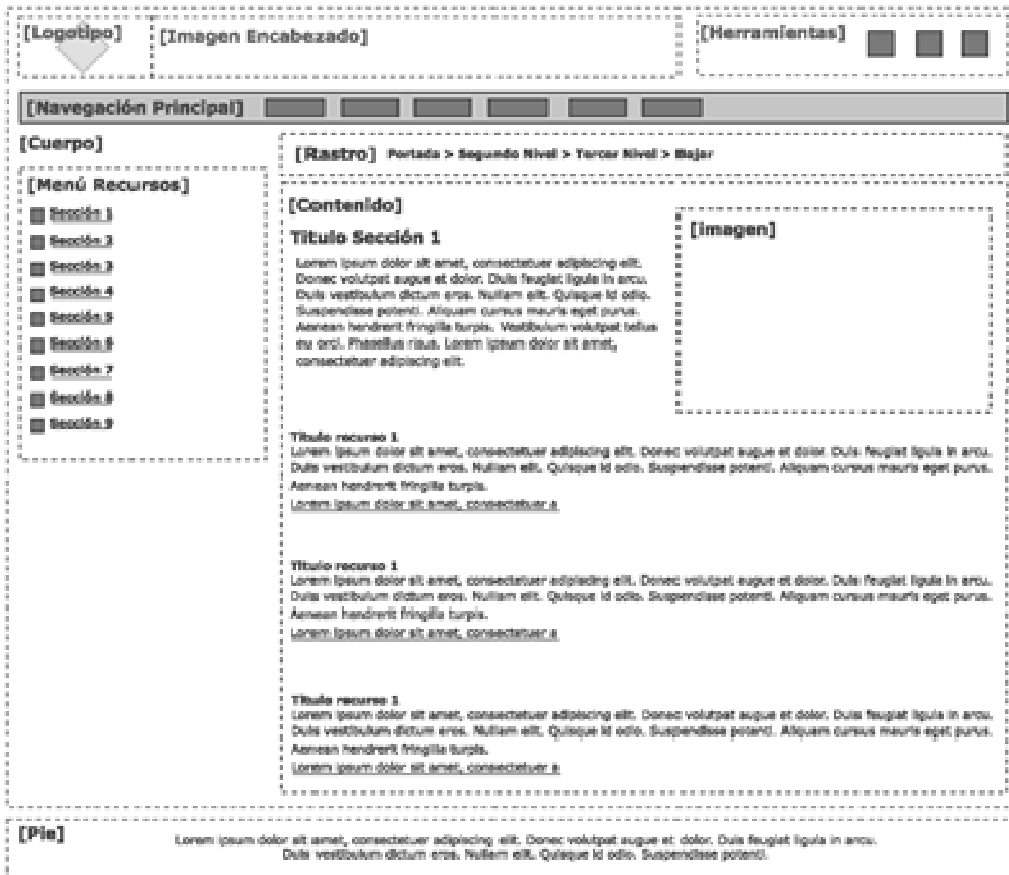 [Logotipo]
[Imagen Encabezado]
[Herramientas]
[Navegación Principal]
[Cuerpo]
[Menú Recursos]
Sección 1
Sección 2
Sección 3
Sección 4
Sección 5
Sección 6
Sección 7
Sección 8
Sección 9
[Rastro] Portada > Segundo Nivel > Tercer Nivel > Bajar
[Contenido]
Titulo Sección 1
Lorem ipsum dolor sit amet, consectetuer adipiscing elit.
Donec volutpat augue et dolor. Duis feugiat ligula in arcu.
Duis vestibulum dictum eros. Nullam elit. Quisque id odio.
Suspendisse potenti. Aliquam cursus mauris eget purus.
Aenean hendrerit fringilla turpis. Vestibulum volutpat tellus
eu orci. Phasellus risus. Lorem ipsum dolor sit amet,
consectetuer adipiscing elit.
[imagen]
Titulo recurso 1
Lorem ipsum dolor sit amet, consectetuer adipiscing elit. Donec volutpat augue et dolor. Duis feugiat ligula in arcu.
Duis vestibulum dictum eros. Nullam elit. Quisque id odio. Suspendisse potenti. Aliquam cursus mauris eget purus.
Aenean hendrerit fringilla turpis.
Lorem ipsum dolor sit amet, consectetuer a
Titulo recurso 1
Lorem ipsum dolor sit amet, consectetuer adipiscing elit. Donec volutpat augue et dolor. Duis feugiat ligula in arcu.
Duis vestibulum dictum eros. Nullam elit. Quisque id odio. Suspendisse potenti. Aliquam cursus mauris eget purus.
Aenean hendrerit fringilla turpis.
Lorem ipsum dolor sit amet, consectetuer a
Titulo recurso 1
Lorem ipsum dolor sit amet, consectetuer adipiscing elit. Donec volutpat augue et dolor. Duis feugiat ligula in arcu.
Duis vestibulum dictum eros. Nullam elit. Quisque id odio. Suspendisse potenti. Aliquam cursus mauris eget purus.
Aenean hendrerit fringilla turpis.
Lorem ipsum dolor sit amet, consectetuer a
[Pie]
Lorem ipsum dolor sit amet, consectetuer adipiscing elit. Donec volutpat augue et dolor. Duis feugiat ligula in arcu.
Duis vestibulum dictum eros. Nullam elit. Quisque id odio. Suspendisse potenti.